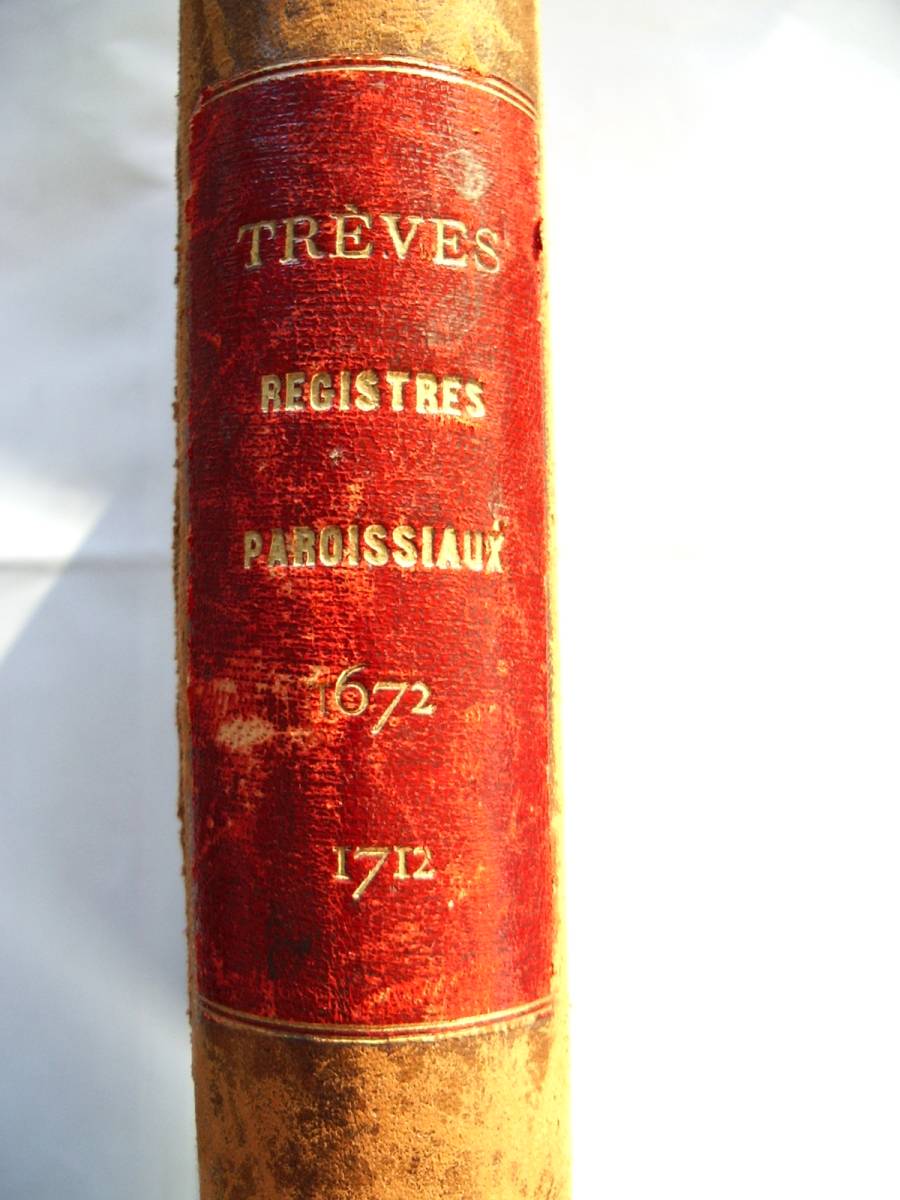 TRÈVES
REGISTRES
PAROISSIAUX
1672
1712